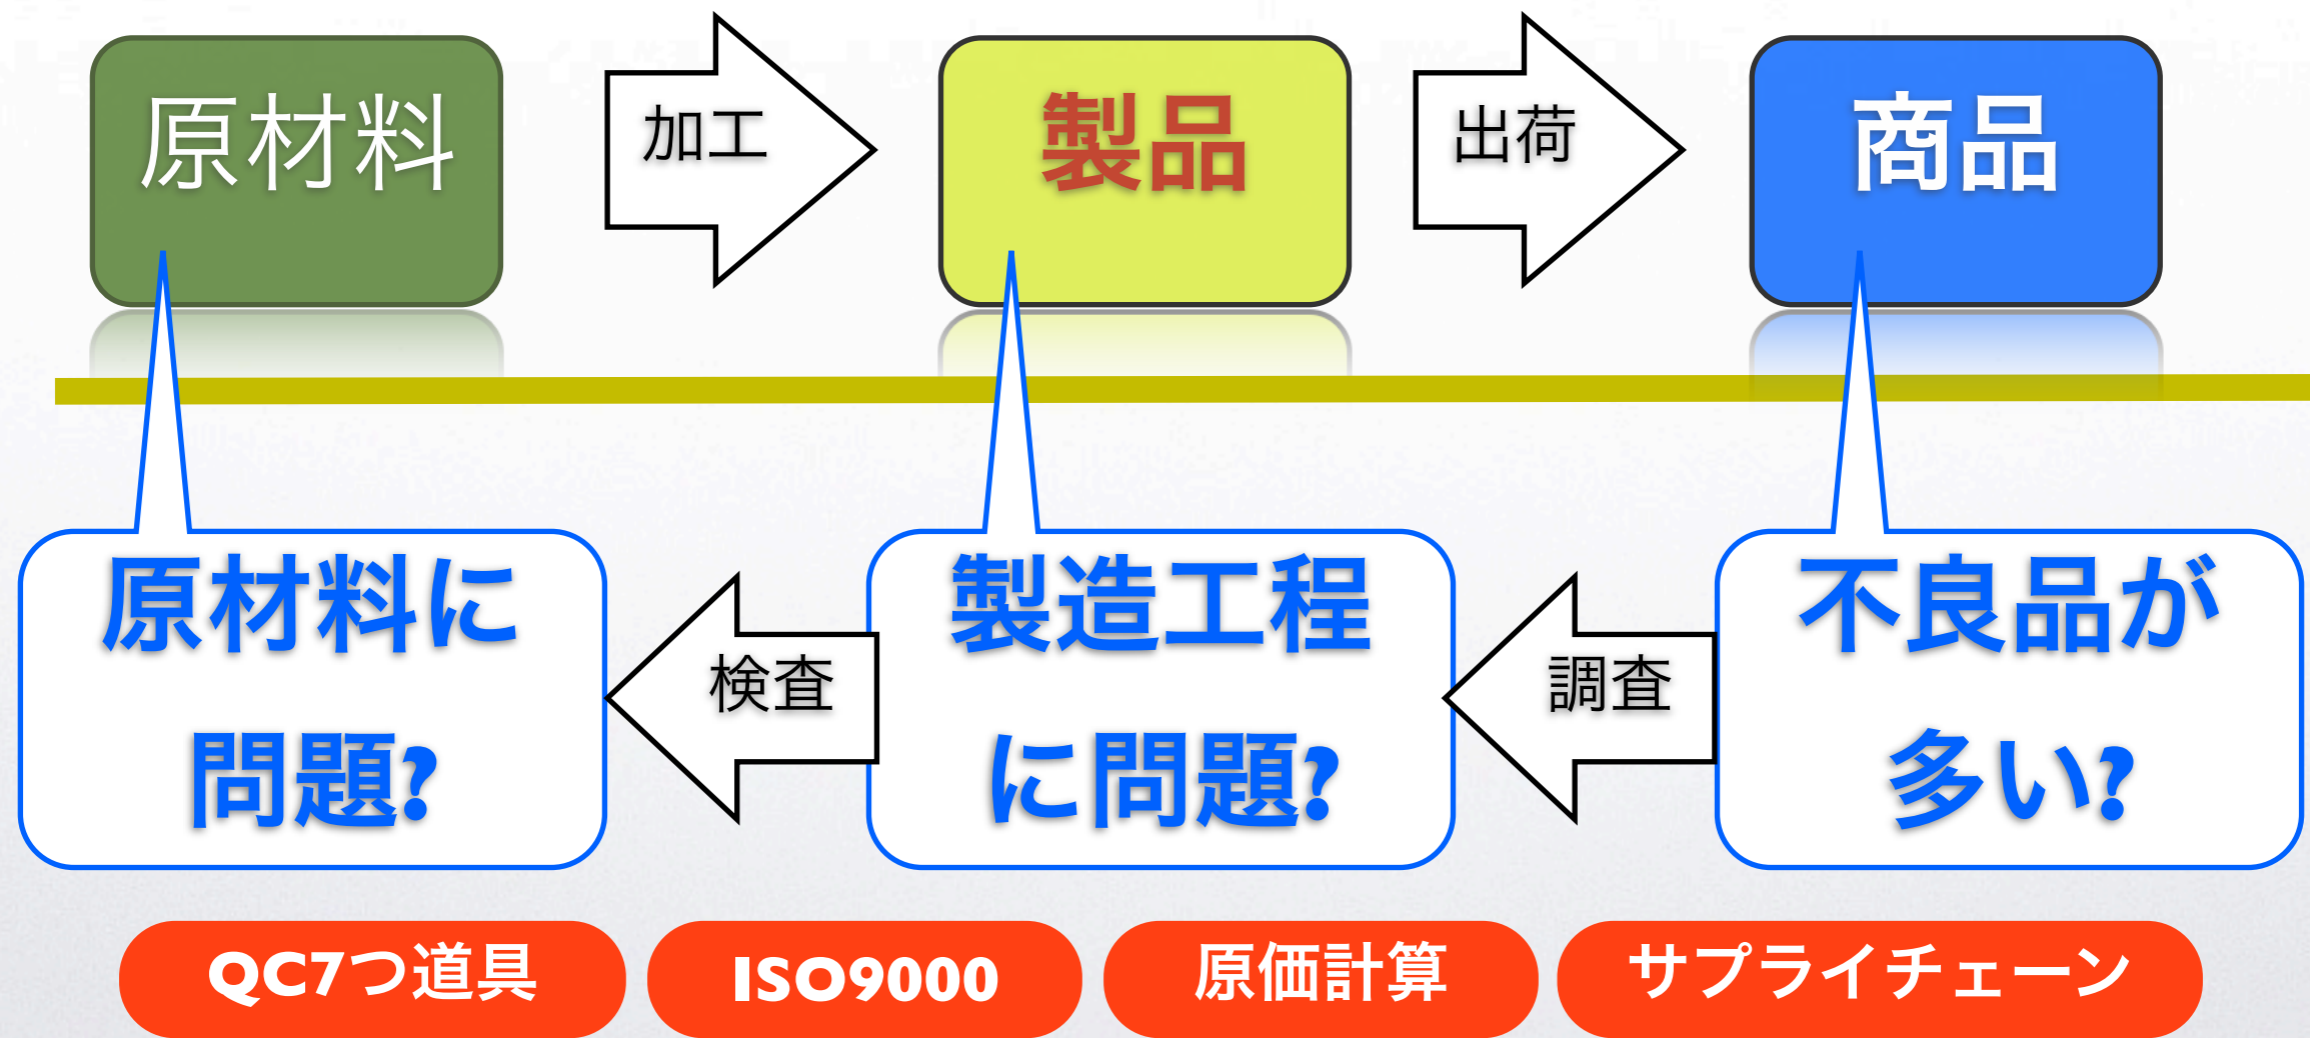 原材料
加工
製品
出荷
商品
原材料に
問題?
検査
製造工程
に問題?
調査
不良品が
多い?
QC7つ道具
ISO9000
原価計算
サプライチェーン